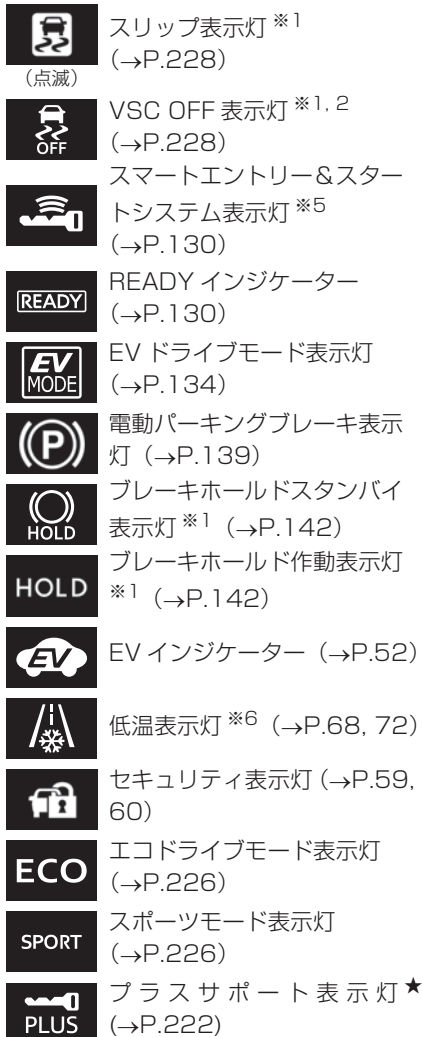 スリップ表示灯 ※1
（→P.228）
（点滅）
OFF
VSC OFF 表示灯 ※1, 2
（→P.228）
スマートエントリー＆スター
トシステム表示灯 ※5
（→P.130）
READY
READY インジケーター
（→P.130）
EV
MODE
EV ドライブモード表示灯
（→P.134）
P
電動パーキングブレーキ表示
灯（→P.139）
HOLD
ブレーキホールドスタンバイ
表示灯 ※1（→P.142）
HOLD
ブレーキホールド作動表示灯
※1（→P.142）
EV
EV インジケーター（→P.52）
低温表示灯 ※6（→P.68, 72）
セキュリティ表示灯（→P.59,
60）
ECO
エコドライブモード表示灯
（→P.226）
SPORT
スポーツモード表示灯
（→P.226）
PLUS
プラスサポート表示灯★
(→P.222)